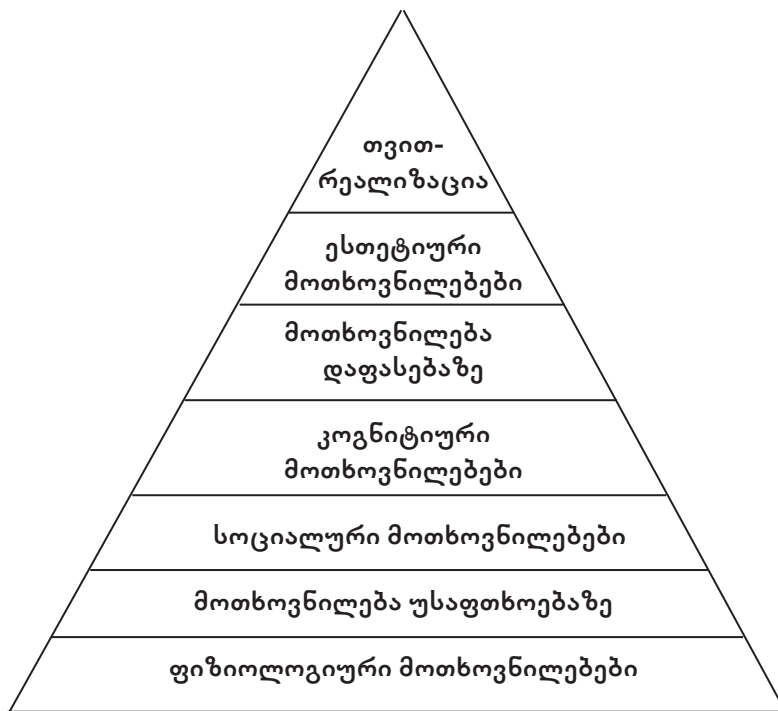 თვით-
რეალიზაცია
ესთეტიური
მოთხოვნილებები
მოთხოვნილება
დაფასებაზე
კოგნიტიური
მოთხოვნილებები
სოციალური მოთხოვნილებები
მოთხოვნილება უსაფთხოებაზე
ფიზიოლოგიური მოთხოვნილებები